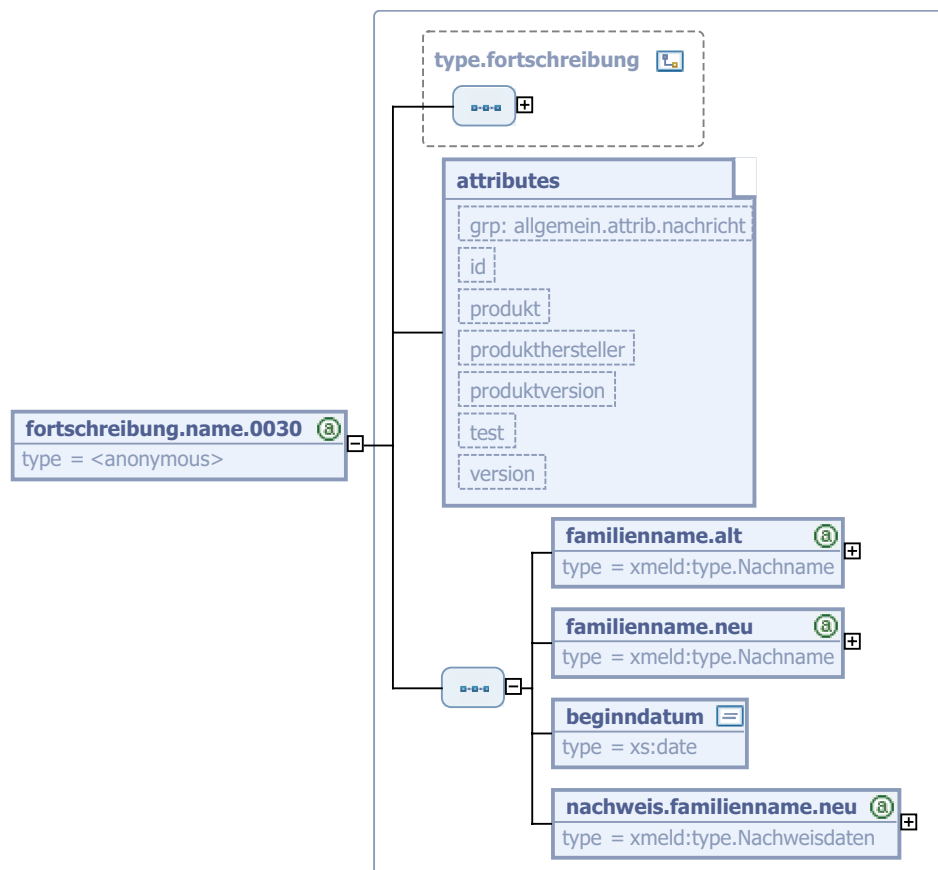 type.fortschreibung
attributes
grp: allgemein.attrib.nachricht
id
produkt
produkthersteller
produktversion
test
version
fortschreibung.name.0030
type = <anonymous>
familienname.alt
type = xmeld:type.Nachname
familienname.neu
type = xmeld:type.Nachname
beginndatum
type = xs:date
nachweis.familienname.neu
type = xmeld:type.Nachweisdaten